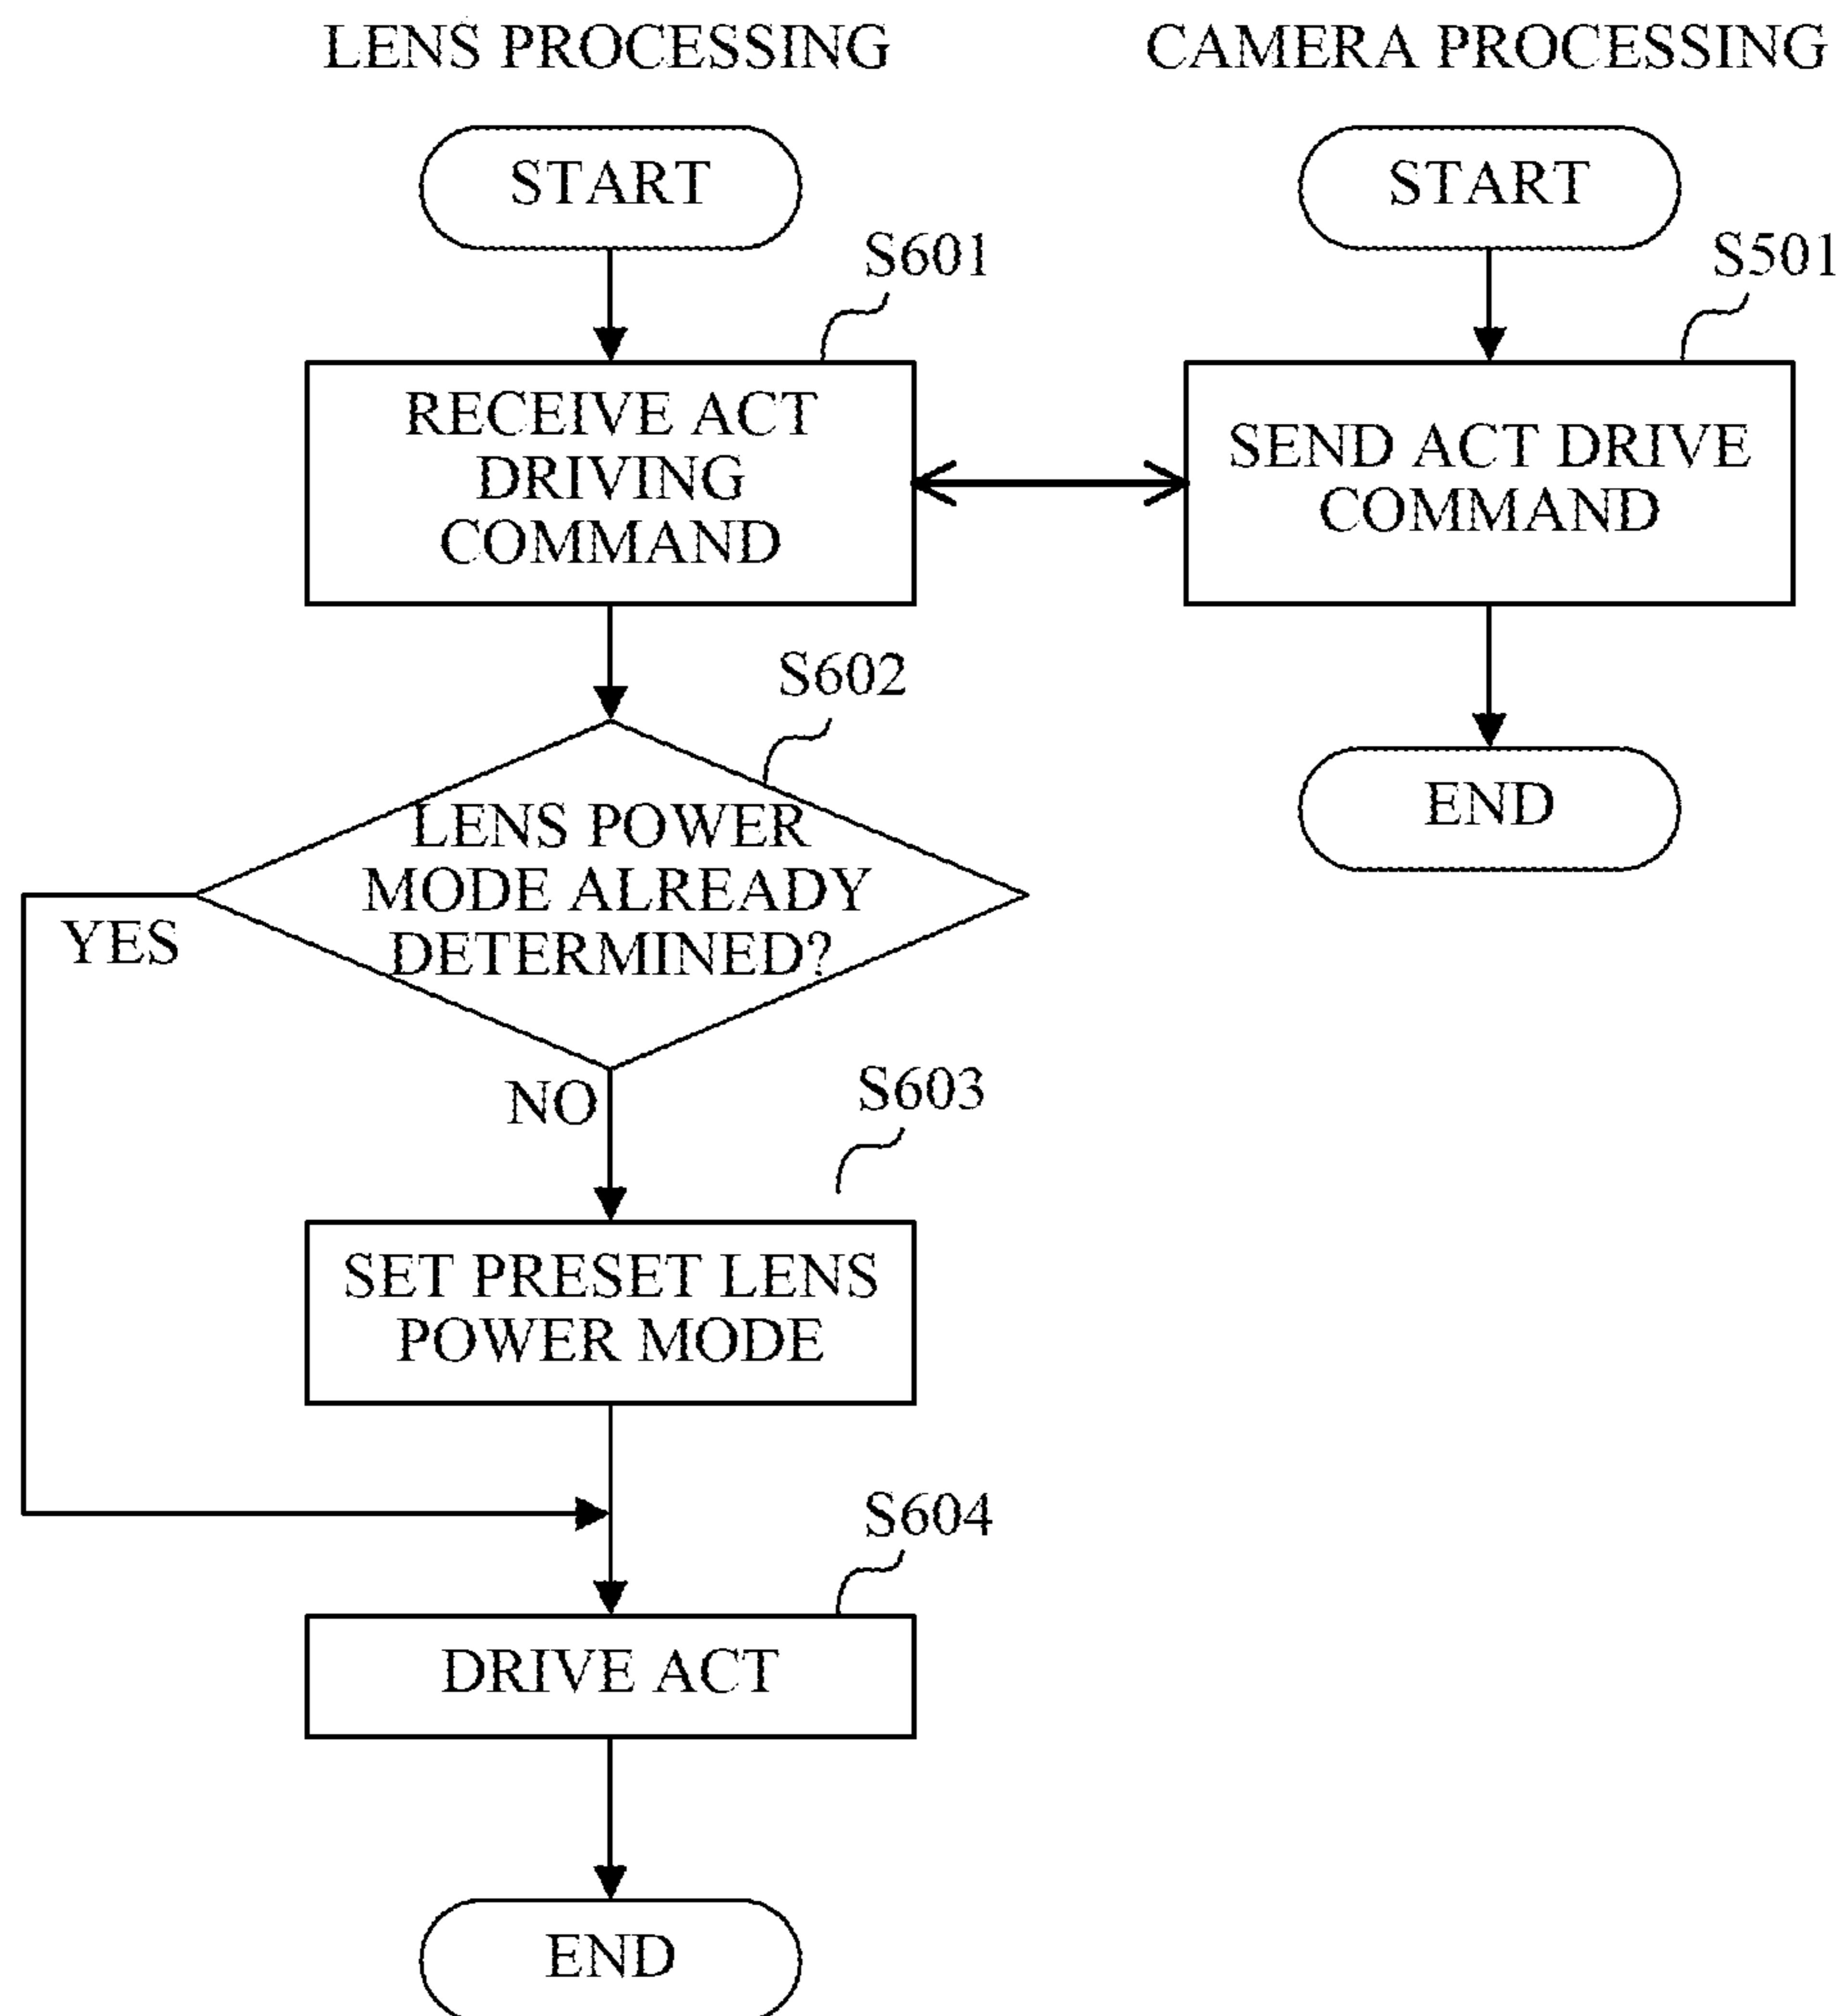 LENS PROCESSING
START
S601
RECEIVE ACT
DRIVING
COMMAND
S602
LENS POWER
MODE ALREADY
DETERMINED?
YES
NO
S603
SET PRESET LENS
POWER MODE
S604
DRIVE ACT
END
CAMERA PROCESSING
START
S501
SEND ACT DRIVE
COMMAND
END